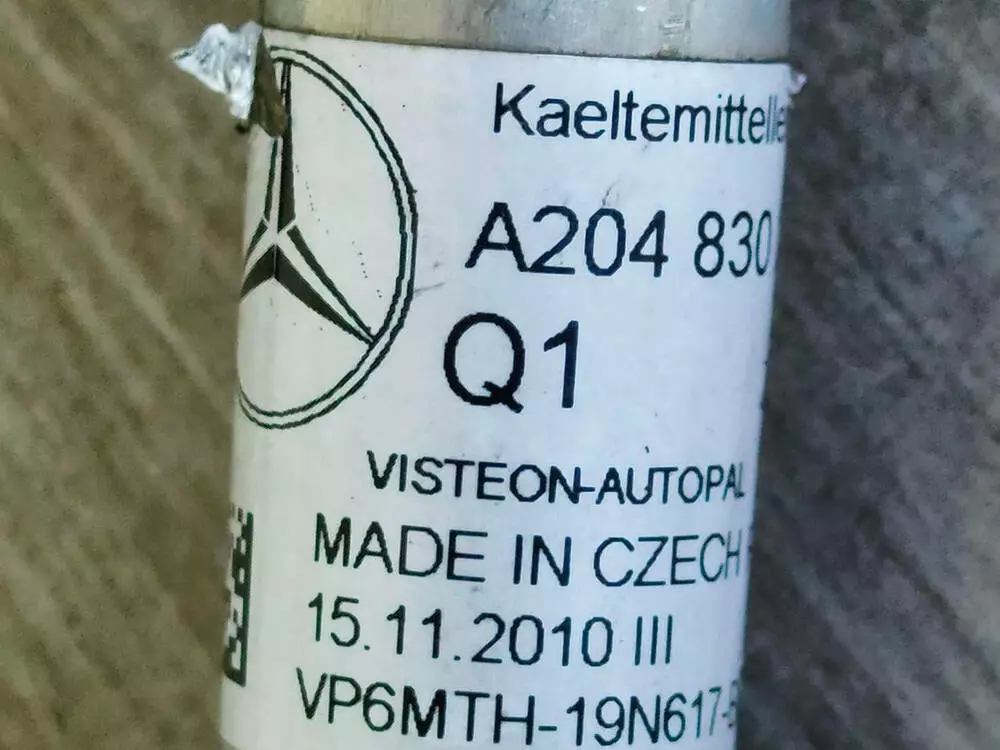 Kaeltemittelle
A204 830
Q1
VISTEON-AUTOPAL
MADE IN CZECH
15.11.2010 III
VP6MTH-19N617-